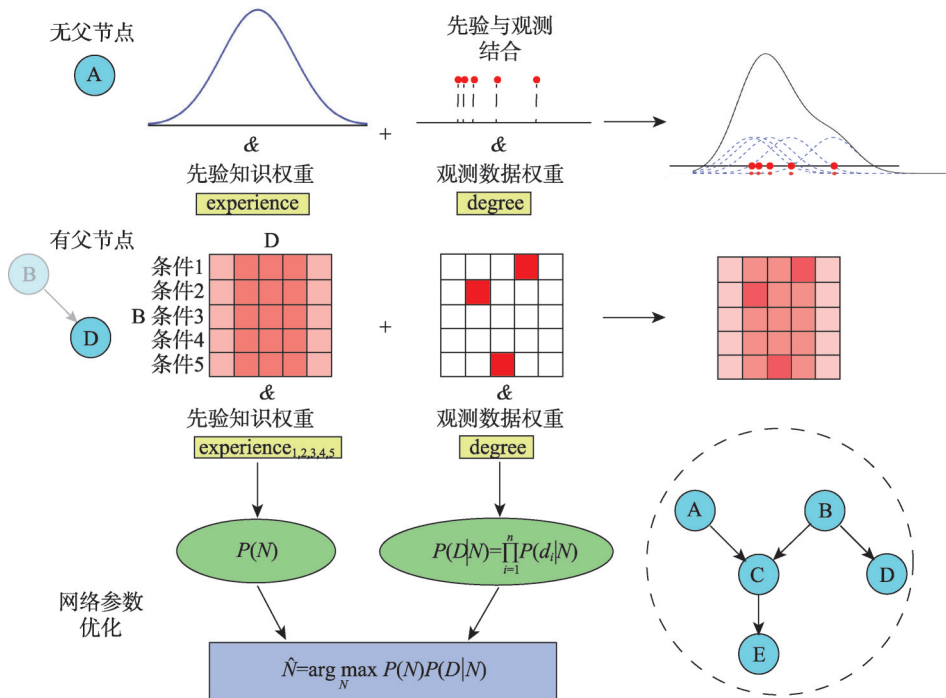 无父节点
A
先验与观测
结合
+
&
&
先验知识权重
观测数据权重
experience
degree
有父节点
B
D
D
B
条件1
条件2
条件3
条件4
条件5
+
&
&
先验知识权重
观测数据权重
experience1,2,3,4,5
degree
P(N)
P(D|N)=∏_{i=1}^{n}P(d_i|N)
网络参数
优化
N̂=arg max_N P(N)P(D|N)
A
B
C
D
E